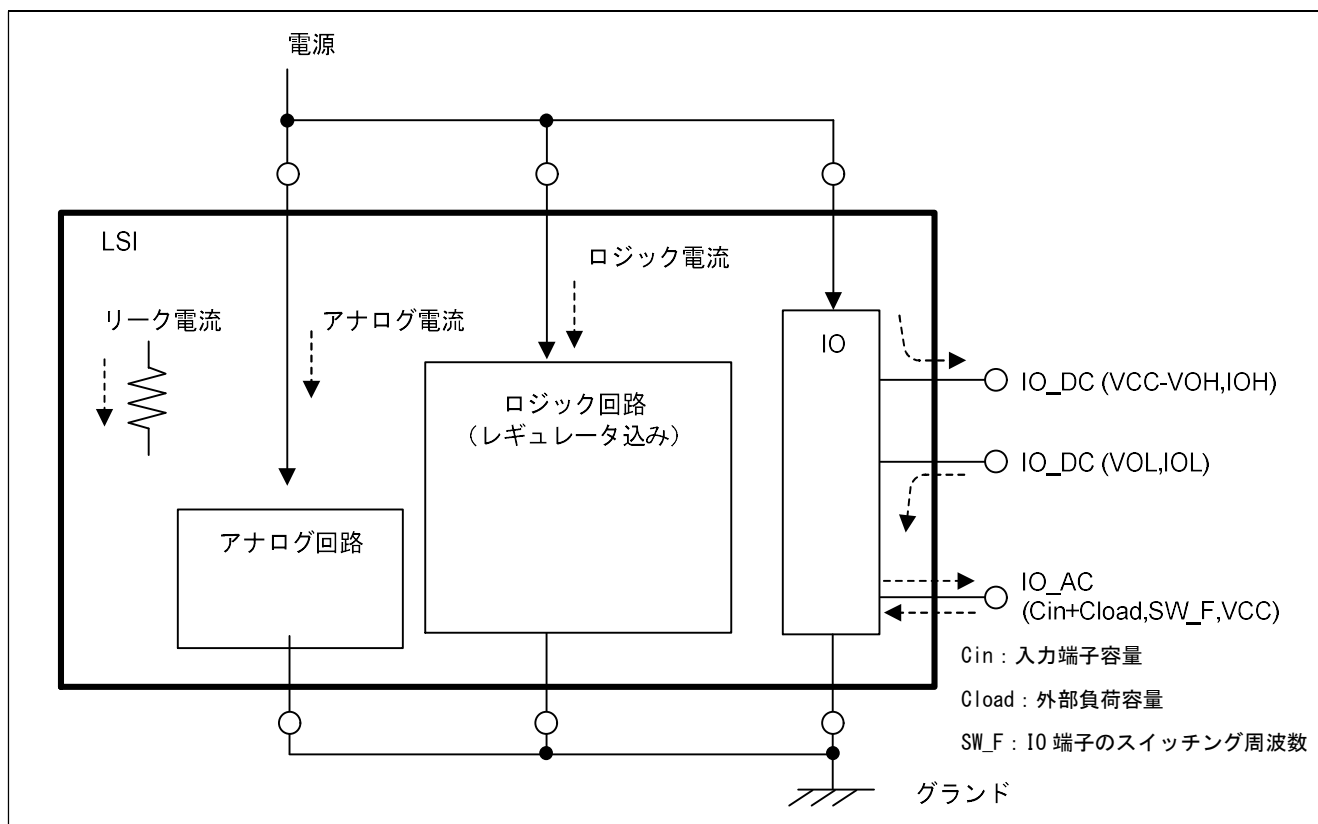 電源
LSI
ロジック電流
リーク電流
アナログ電流
IO
IO_DC (VCC-VOH,IOH)
ロジック回路
(レギュレータ込み)
IO_DC (VOL,IOL)
アナログ回路
IO_AC
(Cin+Cload,SW_F,VCC)
Cin:入力端子容量
Cload:外部負荷容量
SW_F:IO 端子のスイッチング周波数
グランド